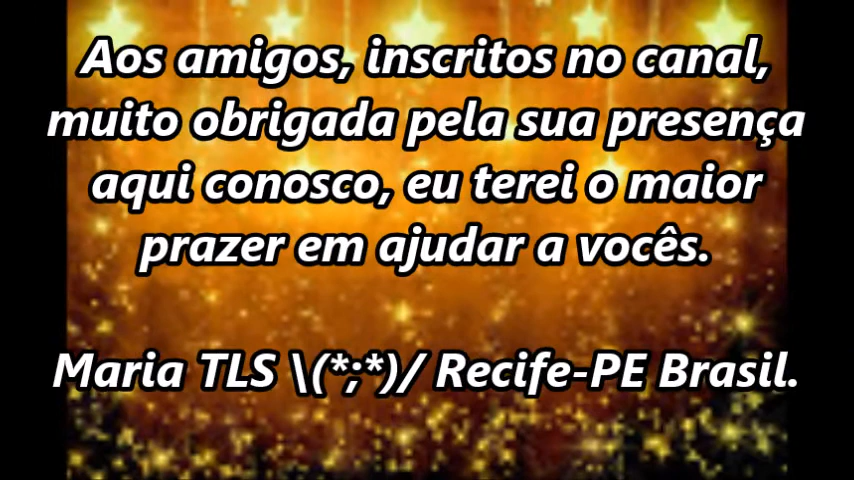 Aos amigos, inscritos no canal,
muito obrigada pela sua presença
aqui conosco, eu terei o maior
prazer em ajudar a vocês.
Maria TLS \(*;*)/ Recife-PE Brasil.